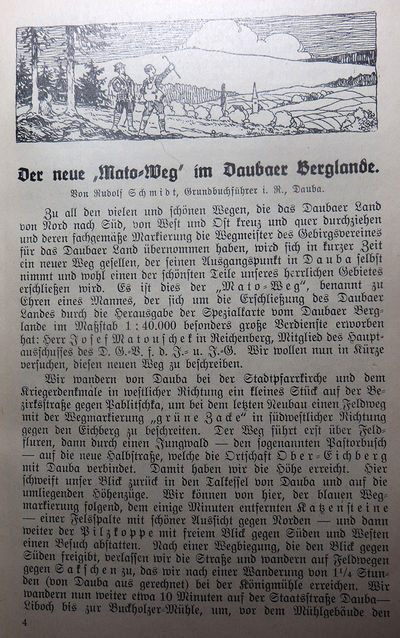 Der neue „Mato-Weg" im Daubaer Berglande.
Von Rudolf Schmidt, Grundbuchführer i. R., Dauba.
Zu all den vielen und schönen Wegen, die das Daubaer Land
von Nord nach Süd, von West und Ost kreuz und quer durchziehen
und deren fachgemäße Markierung die Wegmeister des Gebirgsvereines
für das Daubaer Land übernommen haben, wird sich in kurzer Zeit
ein neuer Weg gesellen, der seinen Ausgangspunkt in Dauba selbst
nimmt und wohl einen der schönsten Teile unseres herrlichen Gebietes
erschließen wird. Es ist dies der „Mato-Weg", benannt zu
Ehren eines Mannes, der sich um die Erschließung des Daubaer
Landes durch die Herausgabe der Spezialkarte vom Daubaer Berg-
lande im Maßstab 1 : 40.000 besonders große Verdienste erworben
hat: Herr Josef Matouschek in Reichenberg, Mitglied des Haupt-
ausschusses des D. G.-V. f. d. J.- u. J.-G. Wir wollen nun in Kürze
versuchen, diesen neuen Weg zu beschreiben.
Wir wandern von Dauba bei der Stadtpfarrkirche und dem
Kriegerdenkmale in westlicher Richtung ein kleines Stück auf der Be-
zirksstraße gegen Pablitschka, um bei dem letzten Neubau einen Feldweg
mit der Wegmarkierung „grüne Zacke" in südwestlicher Richtung
gegen den Eichberg zu beschreiten. Der Weg führt erst über Feld-
fluren, dann durch einen Jungwald — den sogenannten Pastorbusch
— auf die neue Halbstraße, welche die Ortschaft Ober-Eichberg
mit Dauba verbindet. Damit haben wir die Höhe erreicht. Hier
schweift unser Blick zurück in den Talkessel von Dauba und auf die
umliegenden Höhenzüge. Wir können von hier, der blauen Weg-
markierung folgend, dem einige Minuten entfernten Katzensteine
— einer Felsspalte mit schöner Aussicht gegen Norden — und dann
weiter der Pilzkoppe mit freiem Blick gegen Süden und Westen
einen Besuch abstatten. Nach einer Wegbiegung, die den Blick gegen
Süden freigibt, verlassen wir die Straße und wandern auf Feldwegen
gegen Sakschen zu, das wir nach einer Wanderung von 1¼ Stun-
den (von Dauba aus gerechnet) bei der Königmühle erreichen. Wir
wandern nun weiter etwa 10 Minuten auf der Staatsstraße Dauba—
Liboch bis zur Buckholzer-Mühle, um, vor dem Mühlgebäude den
4